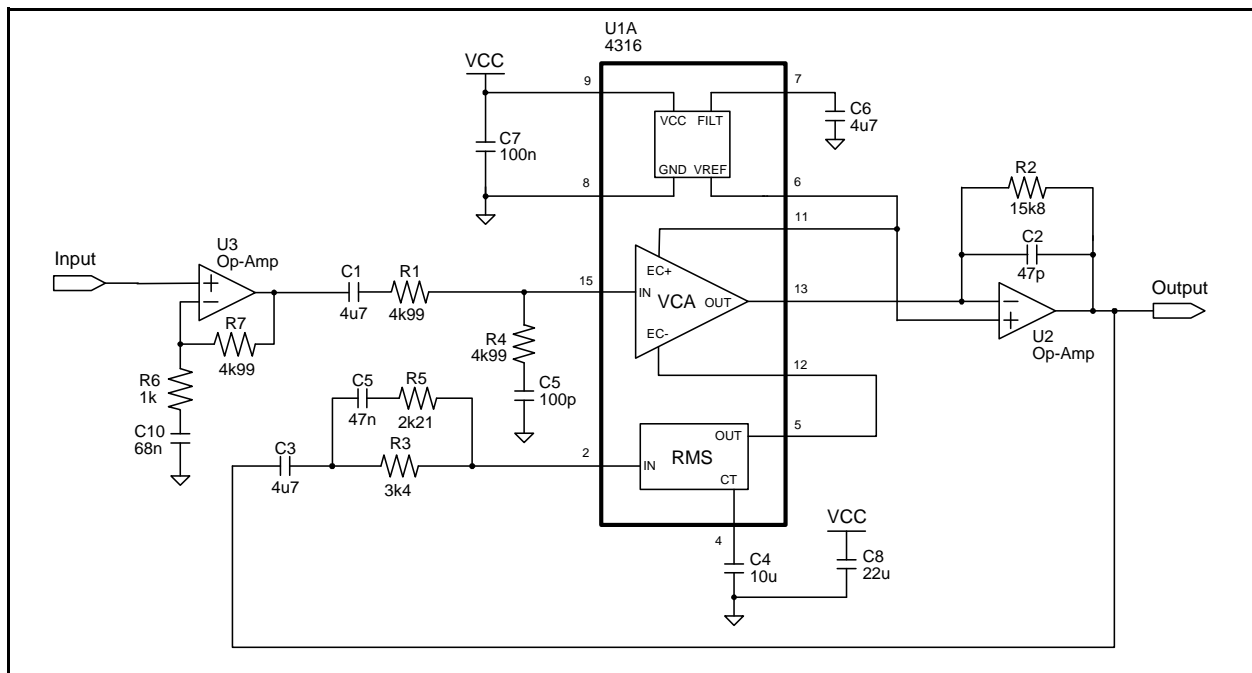 U1A
4316
VCC
9
7
C6
4u7
VCC
FILT
C7
100n
GND
VREF
8
6
R2
15k8
11
C2
47p
Input
U3
Op-Amp
C1
4u7
R1
4k99
15
EC+
IN
VCA
OUT
EC-
13
Output
U2
Op-Amp
R7
4k99
R4
4k99
12
R6
1k
C5
47n
R5
2k21
C5
100p
C10
68n
C3
4u7
R3
3k4
2
OUT
5
IN
RMS
CT
4
VCC
C4
10u
C8
22u